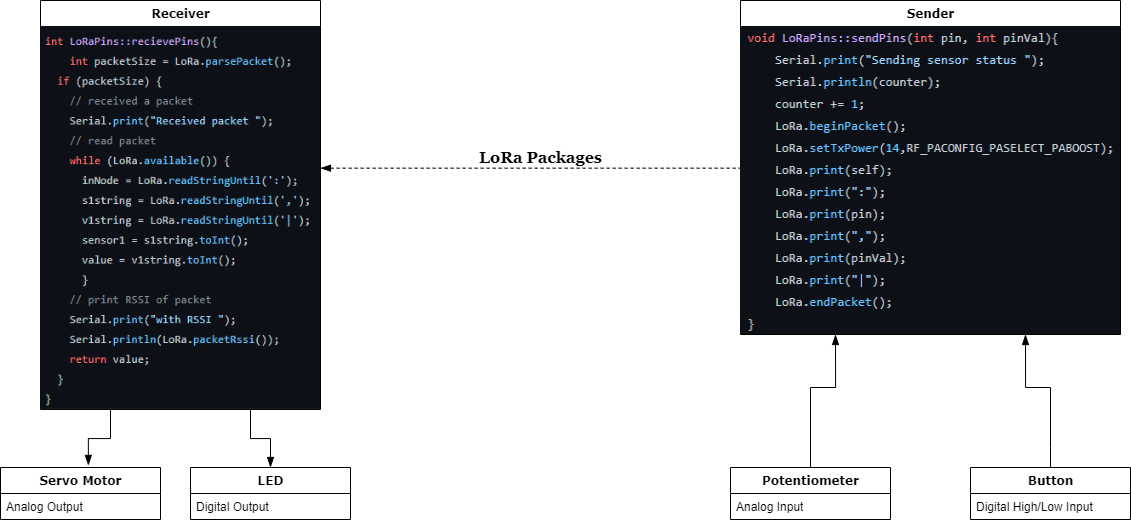 Receiver
int LoRaPins::recievePins(){
int packetSize = LoRa.parsePacket();
if (packetSize) {
// received a packet
Serial.print("Received packet ");
// read packet
while (LoRa.available()) {
inNode = LoRa.readStringUntil(':');
s1string = LoRa.readStringUntil(',');
v1string = LoRa.readStringUntil('|');
sensor1 = s1string.toInt();
value = v1string.toInt();
}
// print RSSI of packet
Serial.print("with RSSI ");
Serial.println(LoRa.packetRssi());
return value;
}
}
LoRa Packages
Sender
void LoRaPins::sendPins(int pin, int pinVal){
Serial.print("Sending sensor status ");
Serial.println(counter);
counter += 1;
LoRa.beginPacket();
LoRa.setTxPower(14,RF_PACONFIG_PASELECT_PABOOST);
LoRa.print(self);
LoRa.print(":");
LoRa.print(pin);
LoRa.print(",");
LoRa.print(pinVal);
LoRa.print("|");
LoRa.endPacket();
}
Servo Motor
Analog Output
LED
Digital Output
Potentiometer
Analog Input
Button
Digital High/Low Input